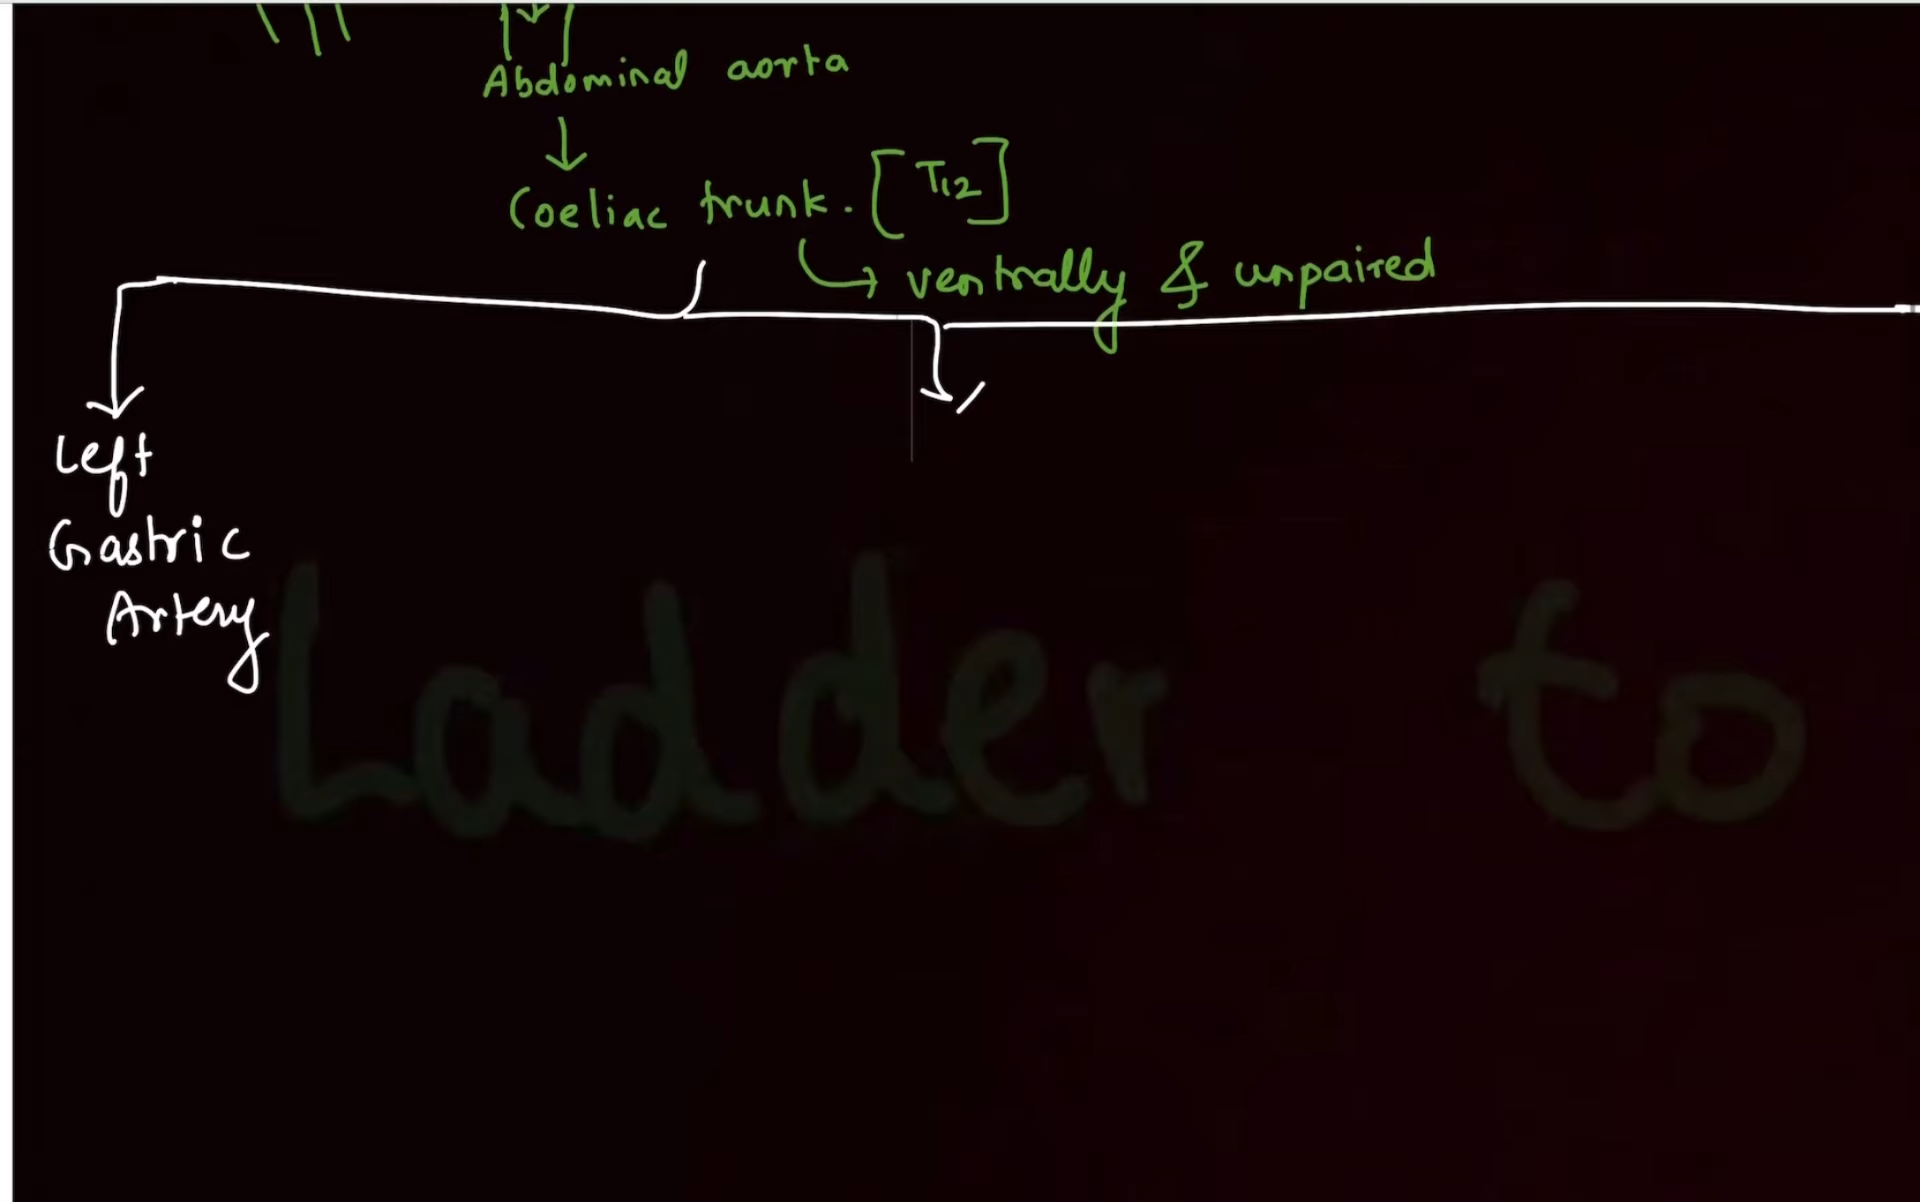 Abdominal aorta
Coeliac trunk. [T12]
ventrally & unpaired
Left
Gastric
Artery
Ladder to